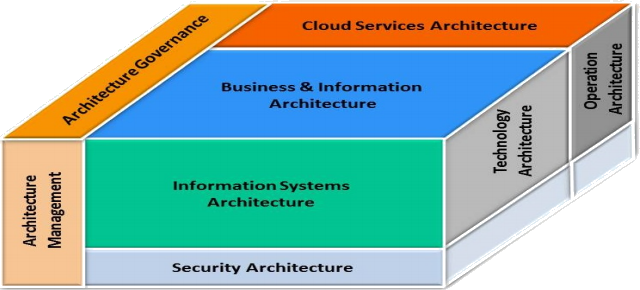 Cloud Services Architecture
Architecture Governance
Business & Information
Architecture
Operation
Architecture
Technology
Architecture
Information Systems
Architecture
Architecture
Management
Security Architecture